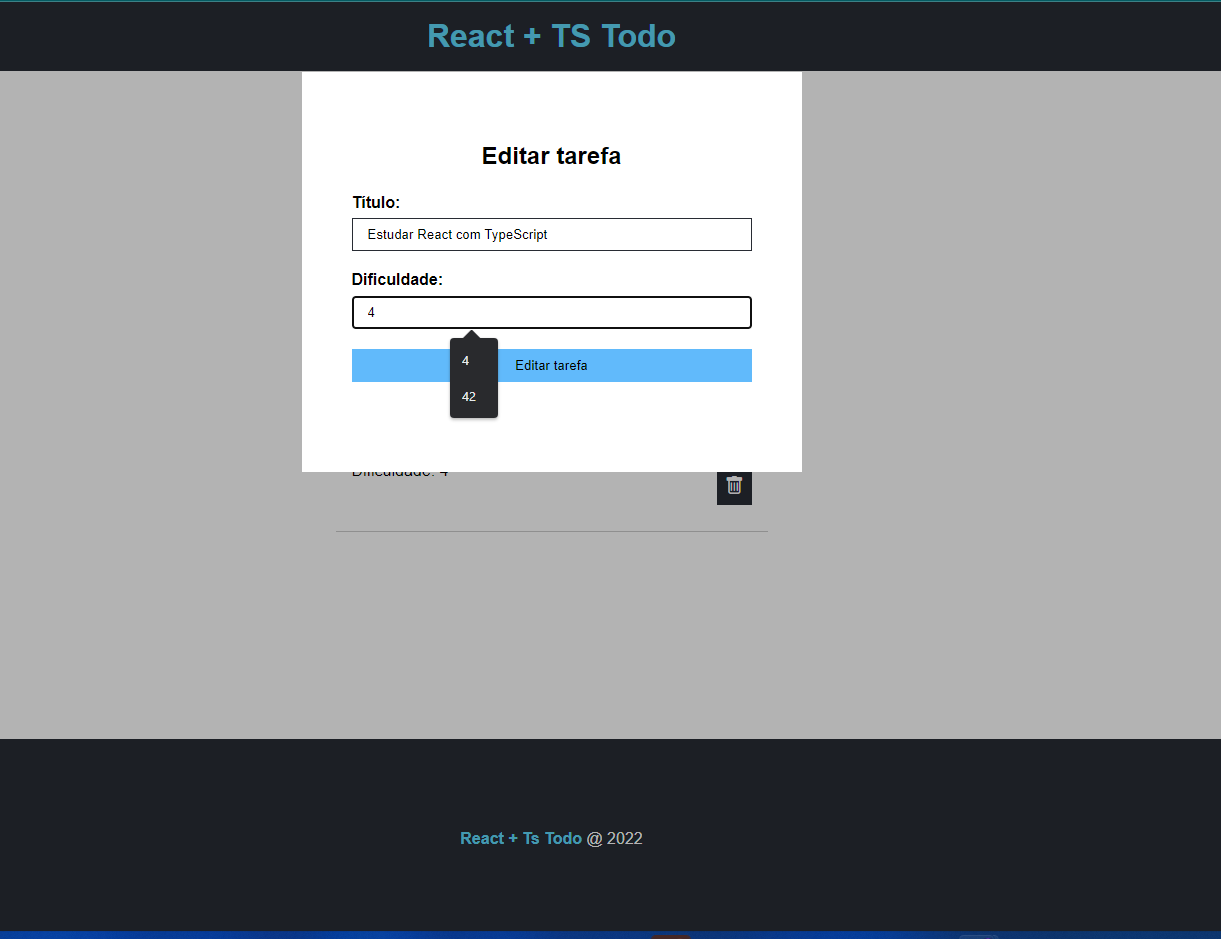 React + TS Todo
Editar tarefa
Título:
Estudar React com TypeScript
Dificuldade:
4
4
42
Editar tarefa
Dificuldade: 4
React + Ts Todo @ 2022